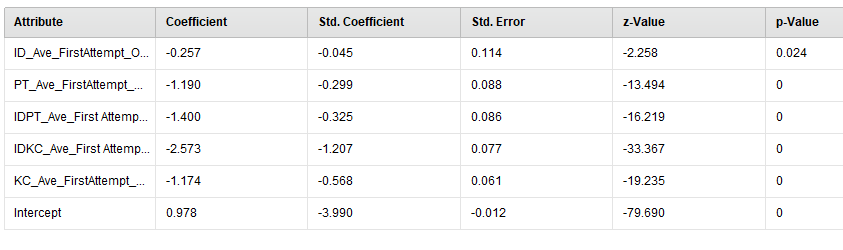 Attribute Coefficient Std. Coefficient Std. Error z-Value p-Value
ID_Ave_FirstAttempt_O... -0.257 -0.045 0.114 -2.258 0.024
PT_Ave_FirstAttempt_... -1.190 -0.299 0.088 -13.494 0
IDPT_Ave_First Attemp... -1.400 -0.325 0.086 -16.219 0
IDKC_Ave_First Attemp... -2.573 -1.207 0.077 -33.367 0
KC_Ave_FirstAttempt_... -1.174 -0.568 0.061 -19.235 0
Intercept 0.978 -3.990 -0.012 -79.690 0